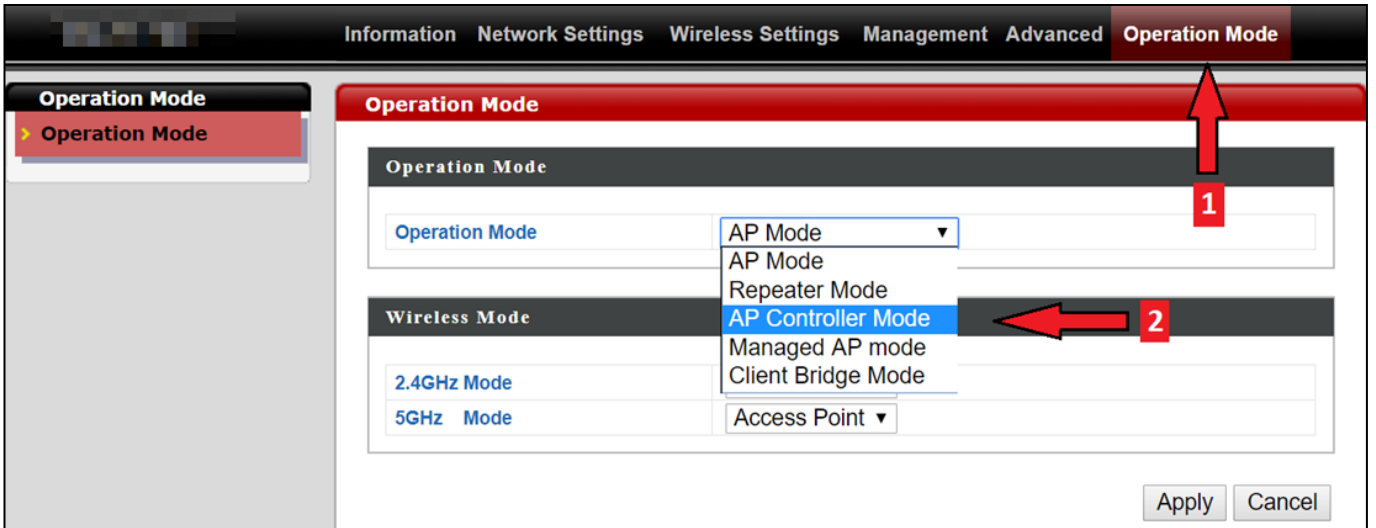 Information Network Settings Wireless Settings Management Advanced Operation Mode
Operation Mode
Operation Mode
Operation Mode
Operation Mode
1
Operation Mode AP Mode
AP Mode
Repeater Mode
Wireless Mode
AP Controller Mode
2
Managed AP mode
2.4GHz Mode
Client Bridge Mode
5GHz Mode Access Point
Apply Cancel